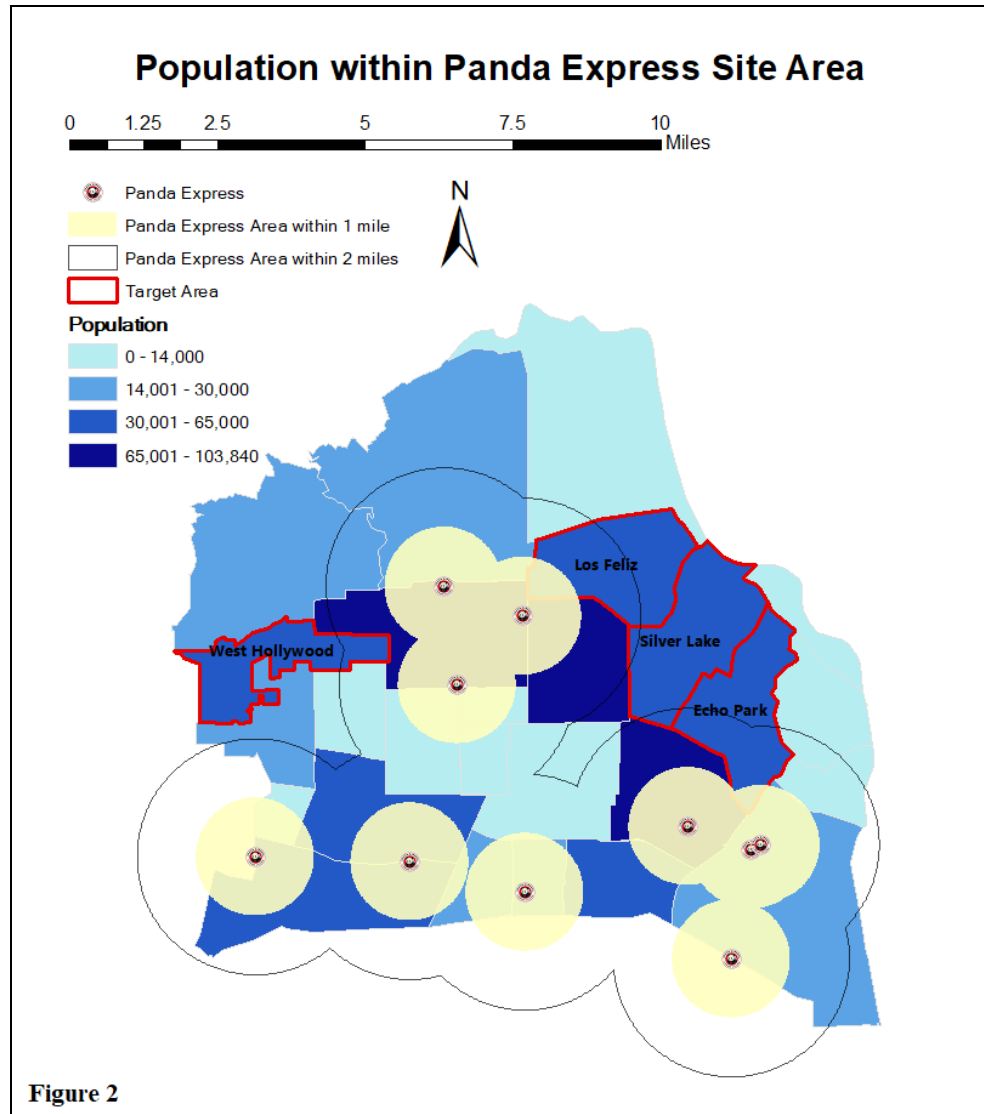 Population within Panda Express Site Area
0 1.25 2.5 5 7.5 10
Miles
Panda Express
Panda Express Area within 1 mile
Panda Express Area within 2 miles
Target Area
N
Population
0 - 14,000
14,001 - 30,000
30,001 - 65,000
65,001 - 103,840
Los Feliz
Silver Lake
West Hollywood
Echo Park
Figure 2